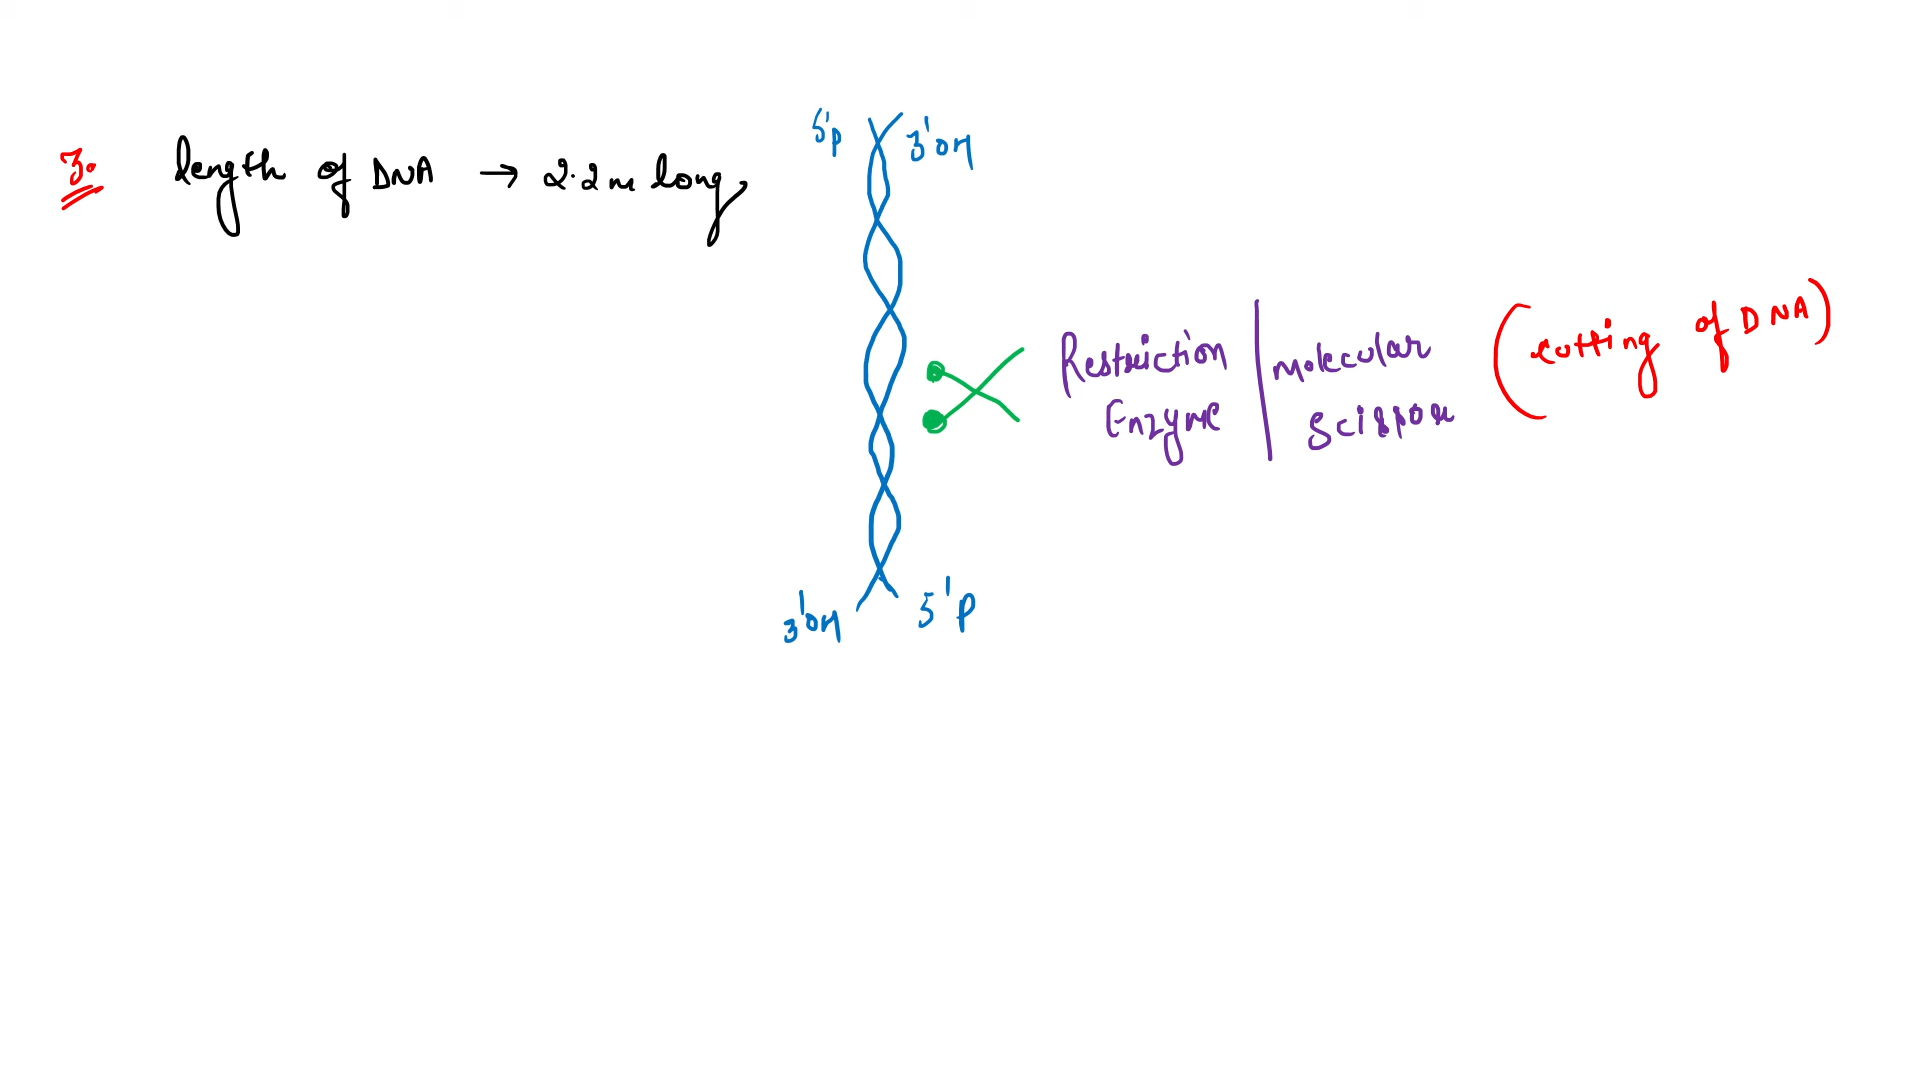 3. length of DNA → 2.2m long,
5'p 3'OH
Restriction Enzyme | molecular scissor (cutting of DNA)
3'OH 5'p